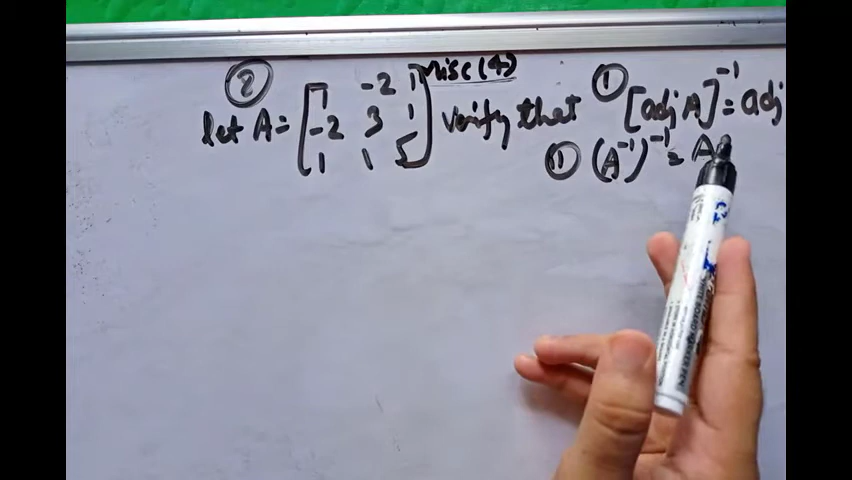 ② Misc (4) ① -1
let A = [1 -2 1 verify that [adj A] = adj
-2 3 1
1 1 5] ⑪ (A⁻¹)⁻¹ = A